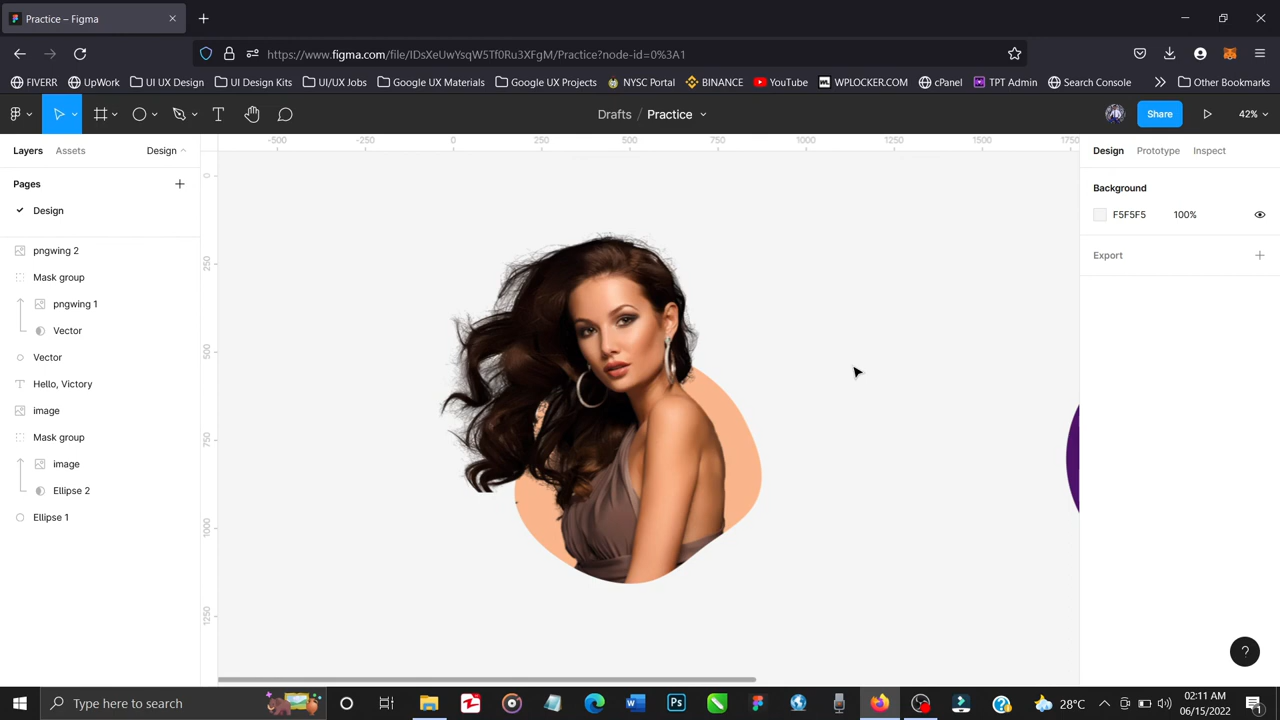 Practice – Figma
https://www.figma.com/file/IDsXeUwYsqW5Tf0Ru3XFgM/Practice?node-id=0%3A1
FIVERR UpWork UI UX Design UI Design Kits UI/UX Jobs Google UX Materials Google UX Projects NYSC Portal BINANCE YouTube WPLOCKER.COM cPanel TPT Admin Search Console Other Bookmarks
Drafts / Practice Share 42%
Layers Assets Design
-500 -250 0 250 500 750 1000 1250 1500 1750
Design Prototype Inspect
Pages
Background
Design
F5F5F5 100%
pngwing 2
Export
Mask group
pngwing 1
Vector
Vector
Hello, Victory
image
Mask group
image
Ellipse 2
Ellipse 1
0
250
500
750
1000
1250
?
Type here to search
28°C
02:11 AM
06/15/2022